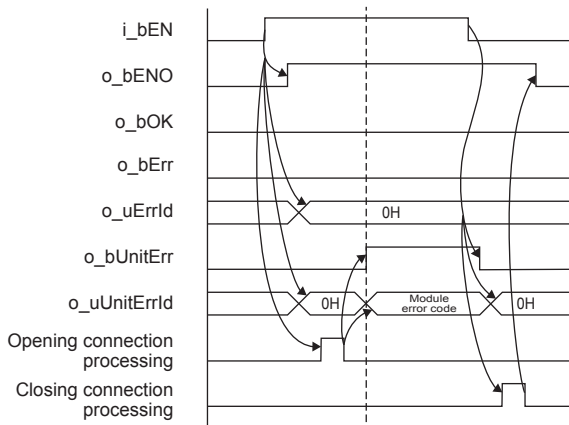 i_bEN
o_bENO
o_bOK
o_bErr
o_uErrId
0H
o_bUnitErr
o_uUnitErrId
0H
Module
error code
0H
Opening connection
processing
Closing connection
processing